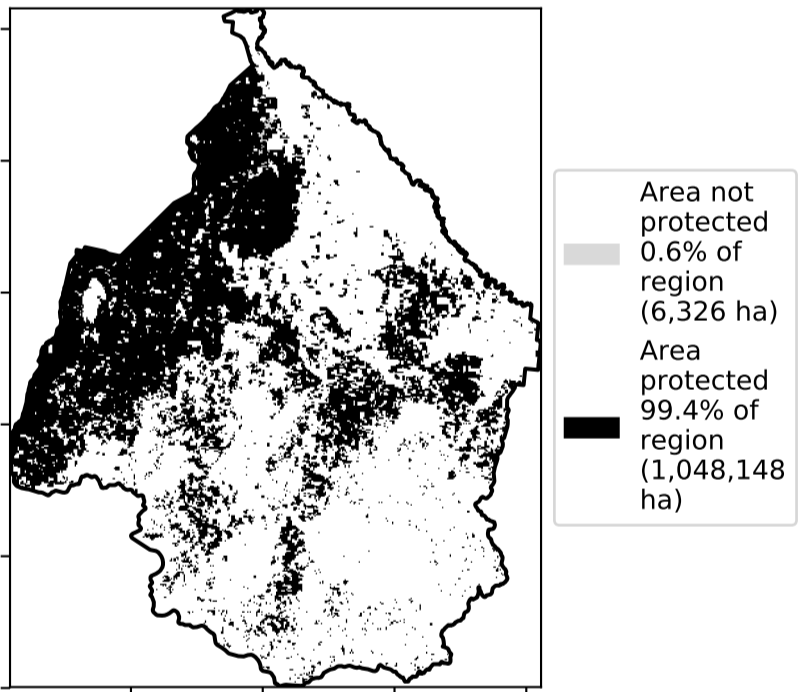 Area not
protected
0.6% of
region
(6,326 ha)
Area
protected
99.4% of
region
(1,048,148
ha)